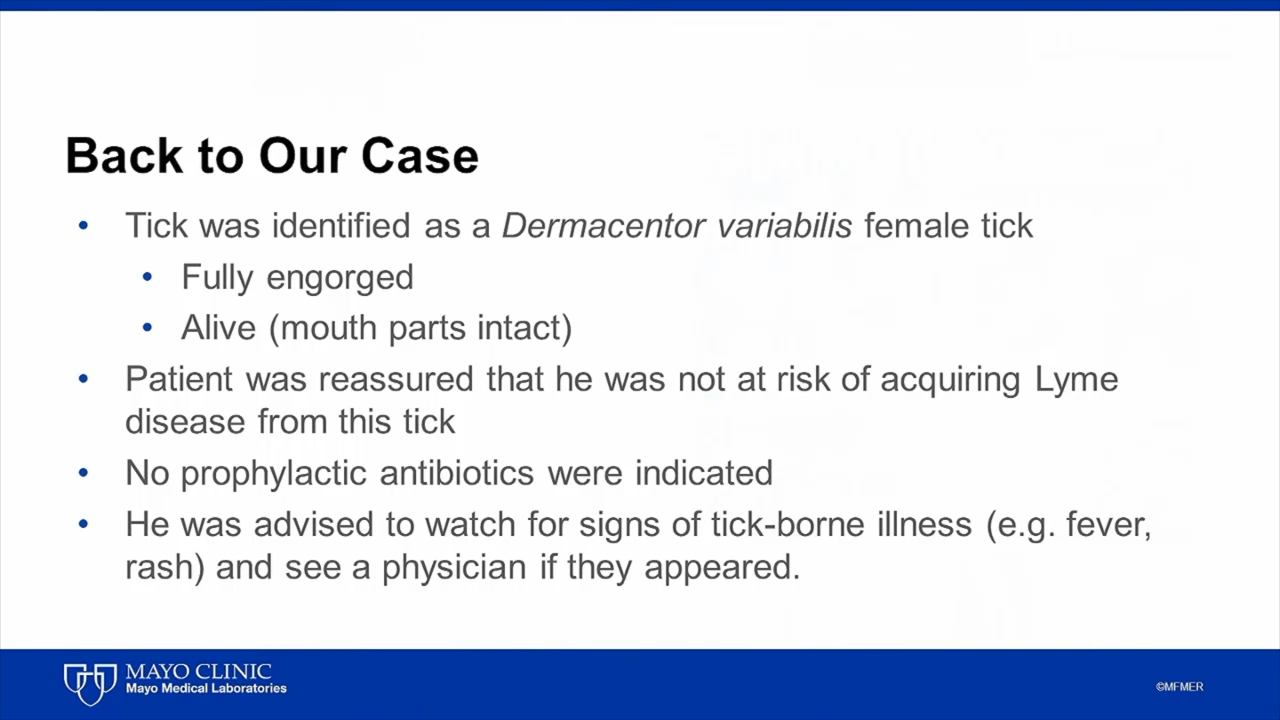 Back to Our Case
• Tick was identified as a Dermacentor variabilis female tick
• Fully engorged
• Alive (mouth parts intact)
• Patient was reassured that he was not at risk of acquiring Lyme
disease from this tick
• No prophylactic antibiotics were indicated
• He was advised to watch for signs of tick-borne illness (e.g. fever,
rash) and see a physician if they appeared.
MAYO CLINIC
Mayo Medical Laboratories
©MFMER